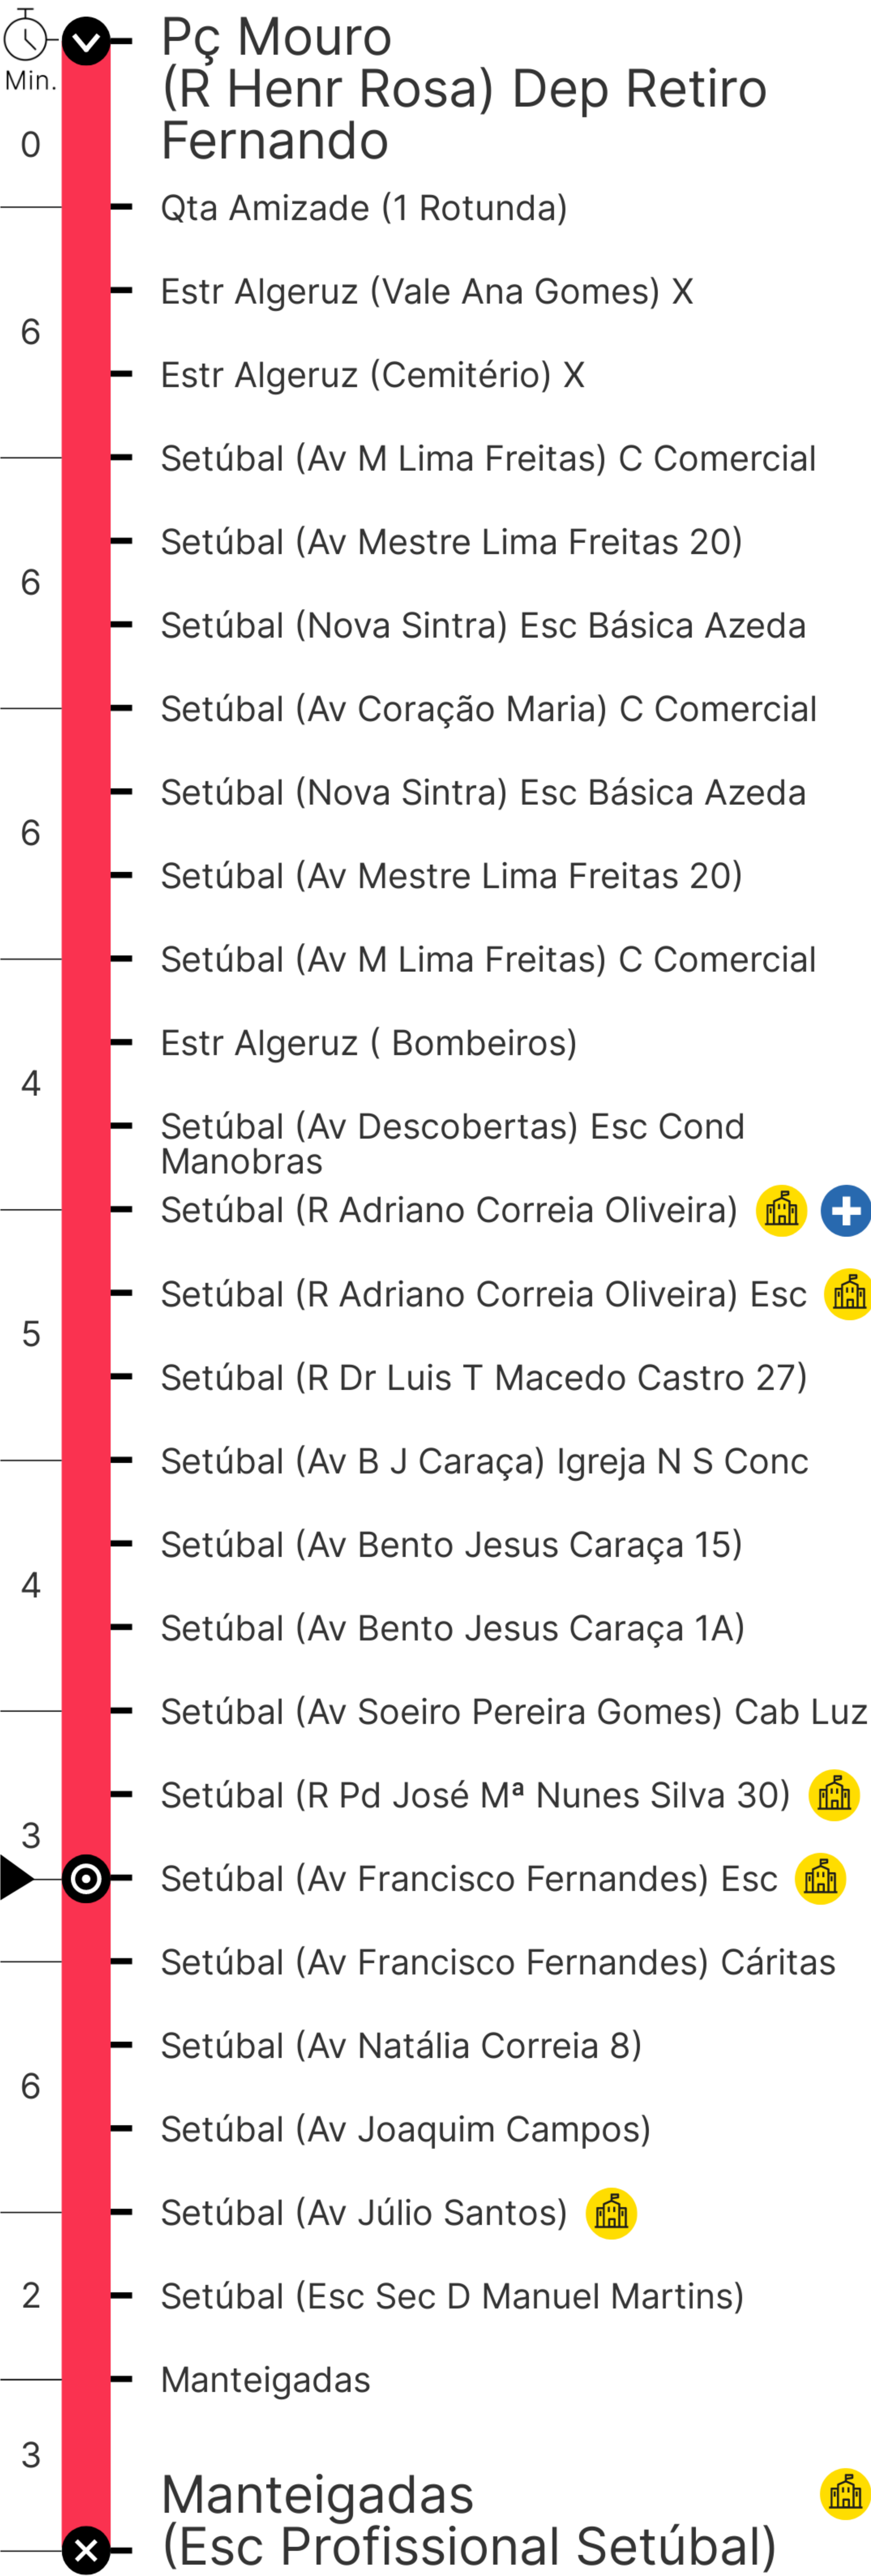 Pç Mouro
(R Henr Rosa) Dep Retiro
Fernando
Min.
0
Qta Amizade (1 Rotunda)
Estr Algeruz (Vale Ana Gomes) X
6
Estr Algeruz (Cemitério) X
Setúbal (Av M Lima Freitas) C Comercial
Setúbal (Av Mestre Lima Freitas 20)
6
Setúbal (Nova Sintra) Esc Básica Azeda
Setúbal (Av Coração Maria) C Comercial
Setúbal (Nova Sintra) Esc Básica Azeda
6
Setúbal (Av Mestre Lima Freitas 20)
Setúbal (Av M Lima Freitas) C Comercial
Estr Algeruz ( Bombeiros)
4
Setúbal (Av Descobertas) Esc Cond
Manobras
Setúbal (R Adriano Correia Oliveira)
Setúbal (R Adriano Correia Oliveira) Esc
5
Setúbal (R Dr Luis T Macedo Castro 27)
Setúbal (Av B J Caraça) Igreja N S Conc
Setúbal (Av Bento Jesus Caraça 15)
4
Setúbal (Av Bento Jesus Caraça 1A)
Setúbal (Av Soeiro Pereira Gomes) Cab Luz
Setúbal (R Pd José Mª Nunes Silva 30)
3
Setúbal (Av Francisco Fernandes) Esc
Setúbal (Av Francisco Fernandes) Cáritas
Setúbal (Av Natália Correia 8)
6
Setúbal (Av Joaquim Campos)
Setúbal (Av Júlio Santos)
2
Setúbal (Esc Sec D Manuel Martins)
Manteigadas
3
Manteigadas
(Esc Profissional Setúbal)